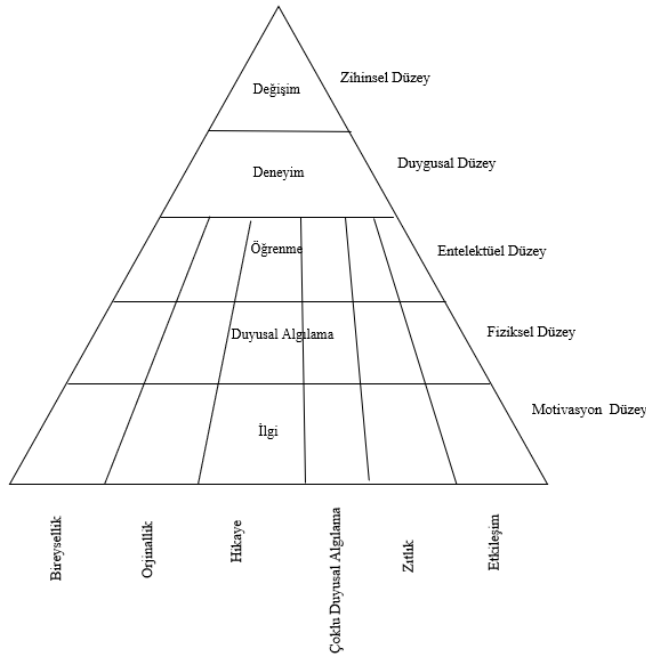 Değişim
Zihinsel Düzey
Deneyim
Duygusal Düzey
Öğrenme
Entelektüel Düzey
Duyusal Algılama
Fiziksel Düzey
İlgi
Motivasyon Düzey
Bireysellik
Orjinallik
Hikaye
Çoklu Duyusal Algılama
Zıtlık
Etkileşim